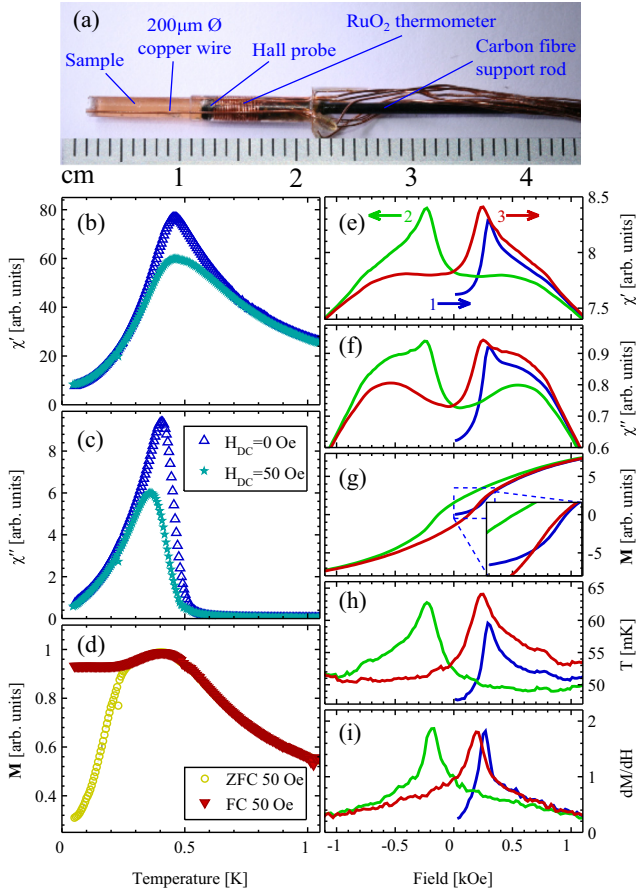 (a)
RuO2 thermometer
200μm Ø
copper wire
Hall probe
Carbon fibre
support rod
Sample
cm 1 2 3 4
(b)
80
60
40
20
0
χ′ [arb. units]
(c)
8
6
4
2
0
χ″ [arb. units]
H_DC=0 Oe
H_DC=50 Oe
(d)
1
0.8
0.6
0.4
M [arb. units]
ZFC 50 Oe
FC 50 Oe
0 0.5 1
Temperature [K]
(e)
2
3
1
8.5
8
7.5
χ′ [arb. units]
(f)
0.9
0.8
0.7
0.6
χ″ [arb. units]
(g)
5
0
-5
M [arb. units]
(h)
65
60
55
50
T [mK]
(i)
2
1
0
dM/dH
-1 -0.5 0 0.5 1
Field [kOe]